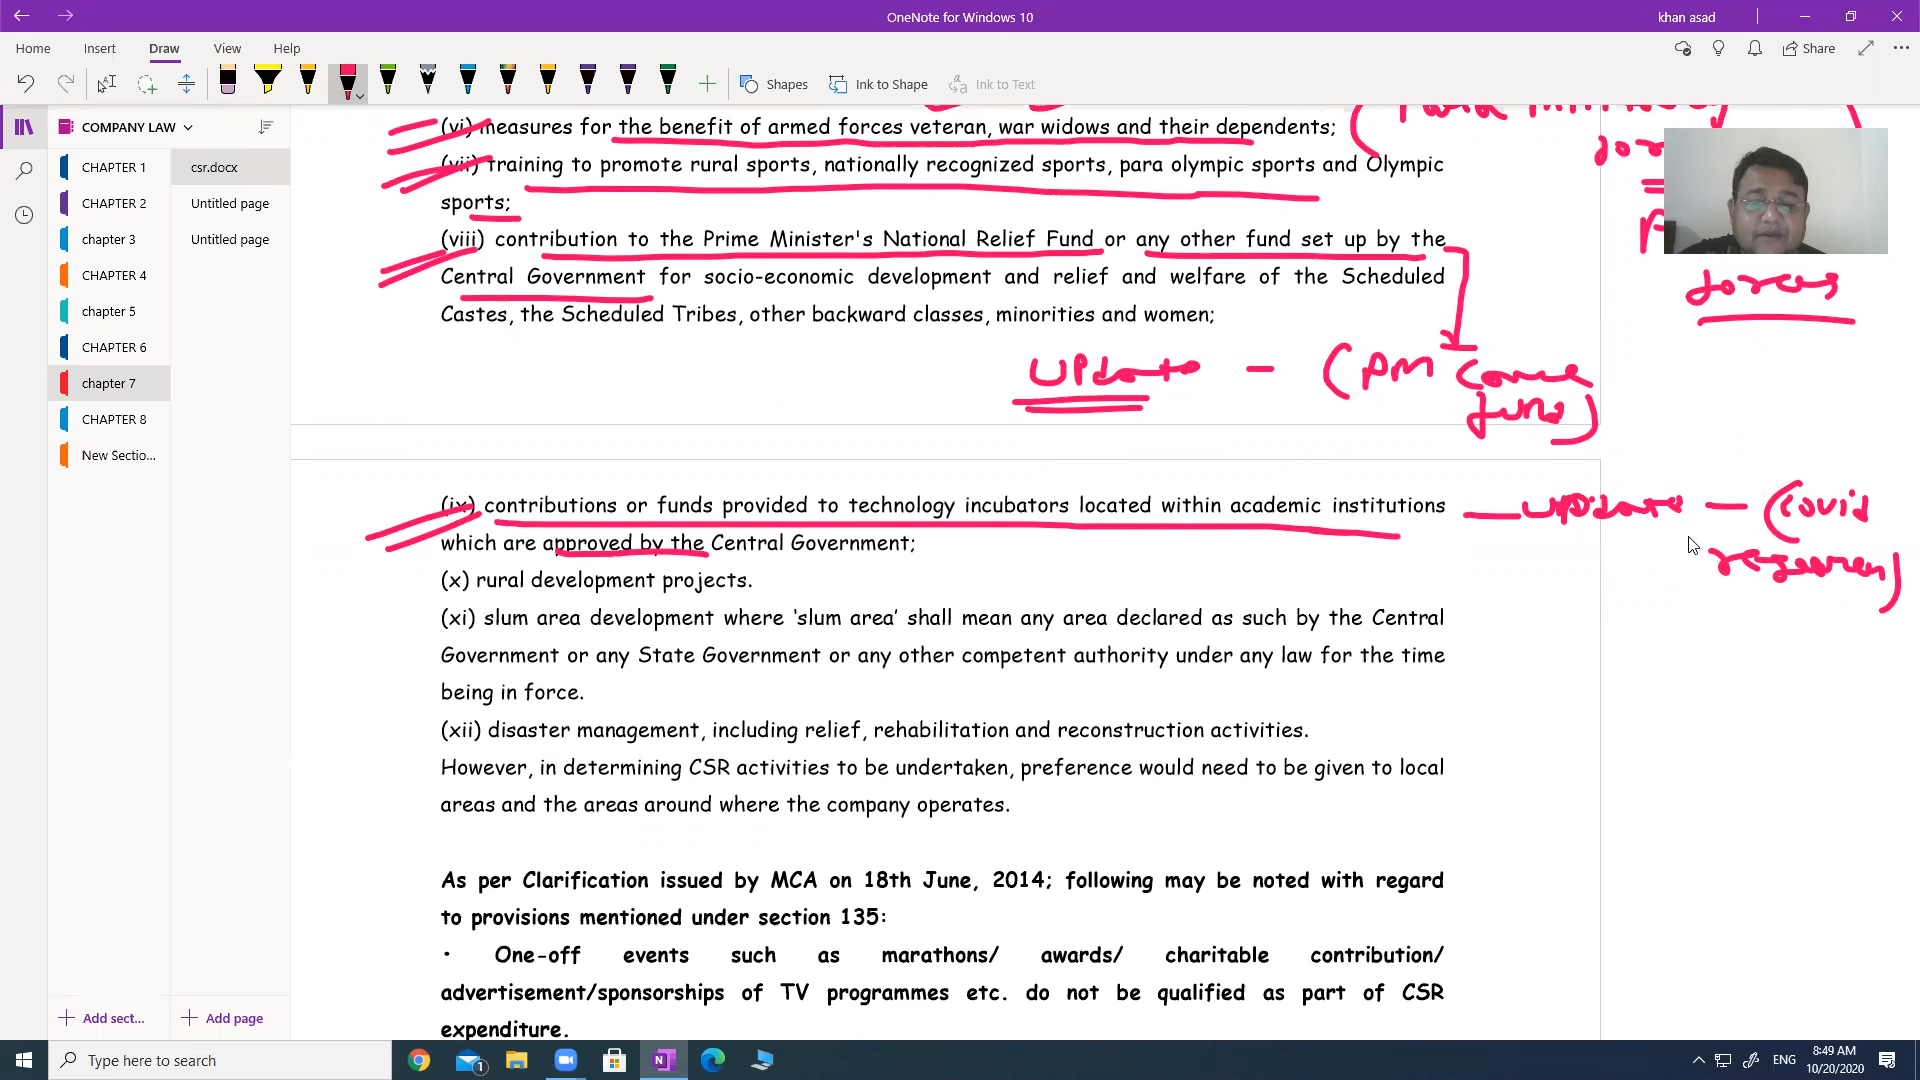 OneNote for Windows 10
khan asad
Home Insert Draw View Help
Share
Shapes Ink to Shape Ink to Text
COMPANY LAW
CHAPTER 1
CHAPTER 2
chapter 3
CHAPTER 4
chapter 5
CHAPTER 6
chapter 7
CHAPTER 8
New Sectio...
csr.docx
Untitled page
Untitled page
(vi) measures for the benefit of armed forces veteran, war widows and their dependents;
(vii) training to promote rural sports, nationally recognized sports, para olympic sports and Olympic
sports;
(viii) contribution to the Prime Minister's National Relief Fund or any other fund set up by the
Central Government for socio-economic development and relief and welfare of the Scheduled
Castes, the Scheduled Tribes, other backward classes, minorities and women;
forces
Update - (PM Cares
fund)
(ix) contributions or funds provided to technology incubators located within academic institutions
which are approved by the Central Government;
Update - (Covid
(x) rural development projects.
(xi) slum area development where ‘slum area’ shall mean any area declared as such by the Central
Government or any State Government or any other competent authority under any law for the time
being in force.
(xii) disaster management, including relief, rehabilitation and reconstruction activities.
However, in determining CSR activities to be undertaken, preference would need to be given to local
areas and the areas around where the company operates.
As per Clarification issued by MCA on 18th June, 2014; following may be noted with regard
to provisions mentioned under section 135:
• One-off events such as marathons/ awards/ charitable contribution/
advertisement/sponsorships of TV programmes etc. do not be qualified as part of CSR
expenditure.
Add sect...
Add page
Type here to search
1
ENG
8:49 AM
10/20/2020